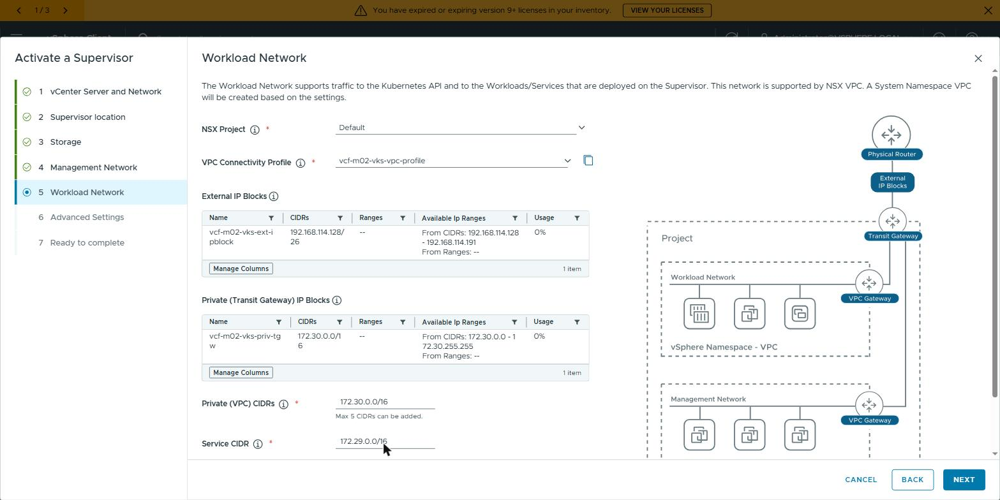 1 / 3
You have expired or expiring version 9+ licenses in your inventory.
VIEW YOUR LICENSES
Activate a Supervisor
1 vCenter Server and Network
2 Supervisor location
3 Storage
4 Management Network
5 Workload Network
6 Advanced Settings
7 Ready to complete
Workload Network
The Workload Network supports traffic to the Kubernetes API and to the Workloads/Services that are deployed on the Supervisor. This network is supported by NSX VPC. A System Namespace VPC
will be created based on the settings.
NSX Project * Default
VPC Connectivity Profile * vcf-m02-vks-vpc-profile
External IP Blocks
Name CIDRs Ranges Available Ip Ranges Usage
vcf-m02-vks-ext-i 192.168.114.128/ -- From CIDRs: 192.168.114.128 0%
pblock 26 - 192.168.114.191
From Ranges: --
Manage Columns 1 item
Private (Transit Gateway) IP Blocks
Name CIDRs Ranges Available Ip Ranges Usage
vcf-m02-vks-priv-tg 172.30.0.0/1 -- From CIDRs: 172.30.0.0 - 1 0%
w 6 72.30.255.255
From Ranges: --
Manage Columns 1 item
Private (VPC) CIDRs * 172.30.0.0/16
Max 5 CIDRs can be added.
Service CIDR * 172.29.0.0/16
Physical Router
External
IP Blocks
Transit Gateway
Project
Workload Network
VPC Gateway
vSphere Namespace - VPC
Management Network
VPC Gateway
CANCEL
BACK
NEXT